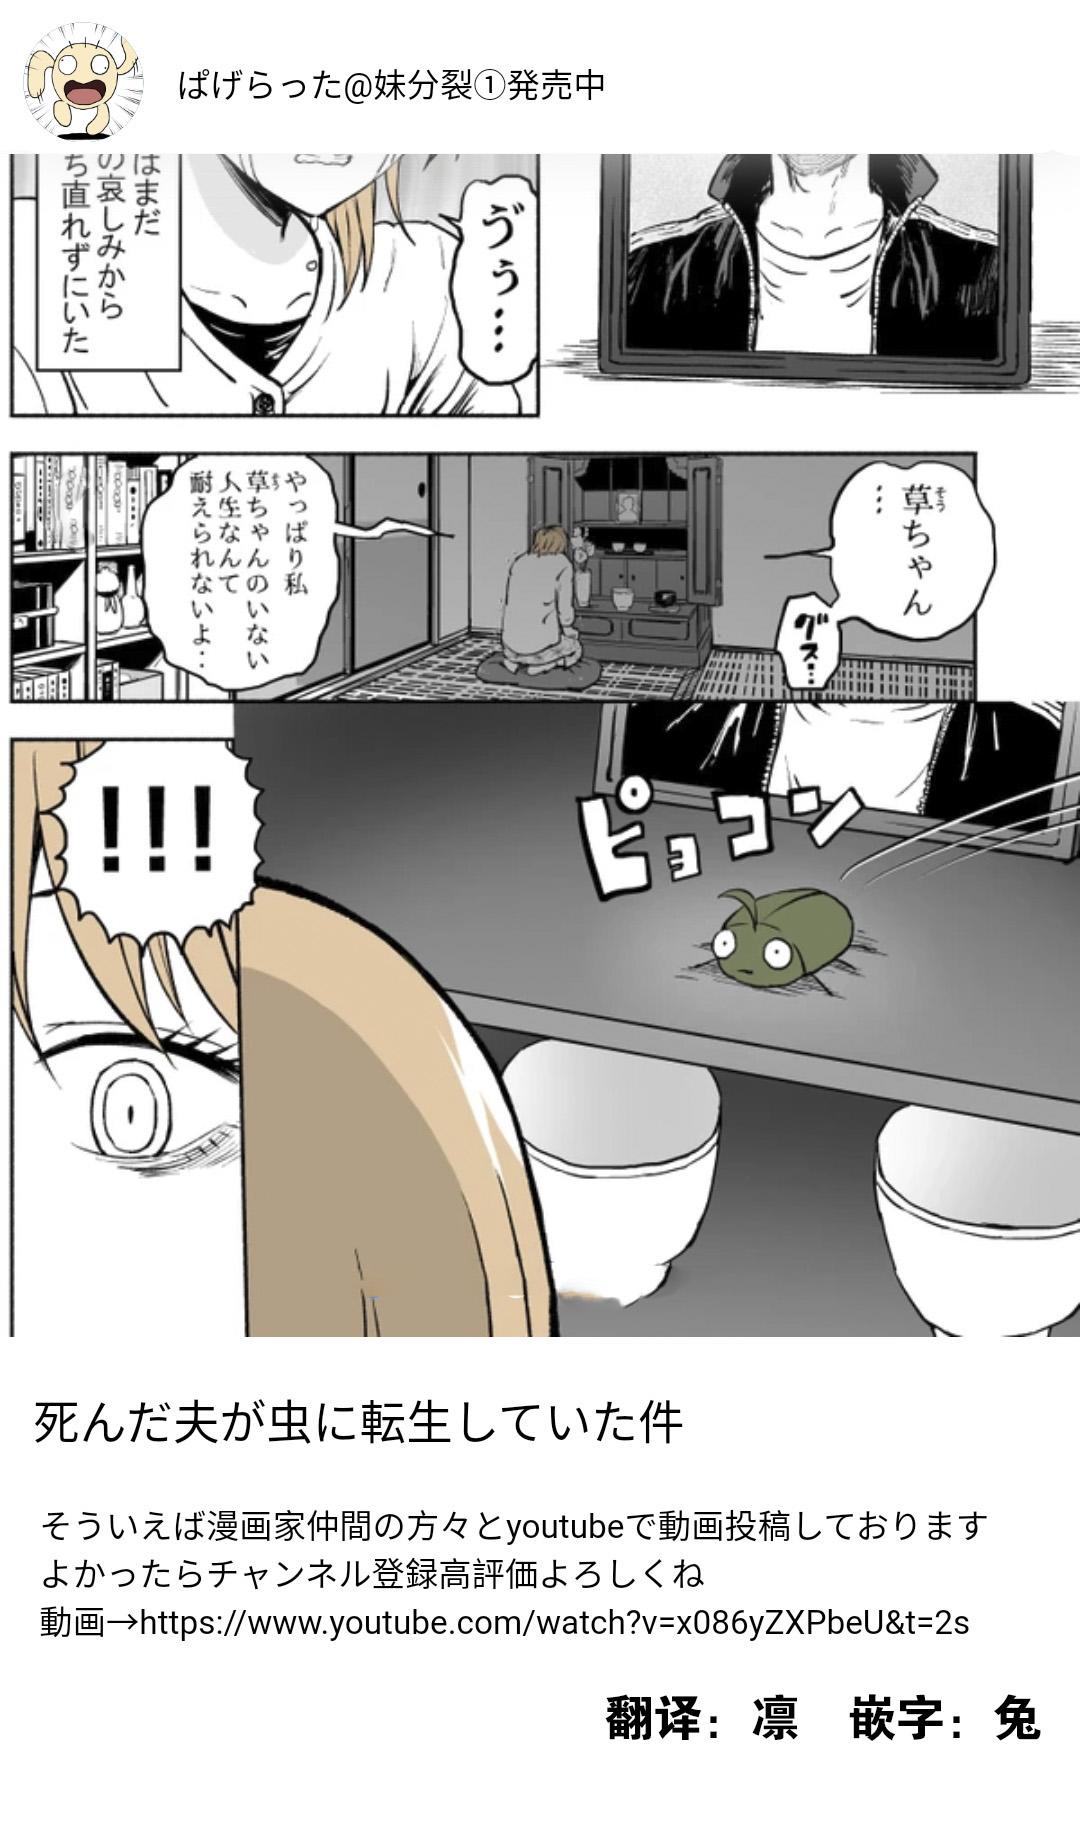 ぱげらった@妹分裂①発売中
ゔぅ…
はまだ
の哀しみから
ち直れずにいた
草ちゃん
そう
…
グス…
やっぱり私
草ちゃんのいない
そう
人生なんて
耐えられないよ‥
ピョコン
!!!
死んだ夫が虫に転生していた件
そういえば漫画家仲間の方々とyoutubeで動画投稿しております
よかったらチャンネル登録高評価よろしくね
動画→https://www.youtube.com/watch?v=x086yZXPbeU&t=2s
翻译：凛　嵌字：兔